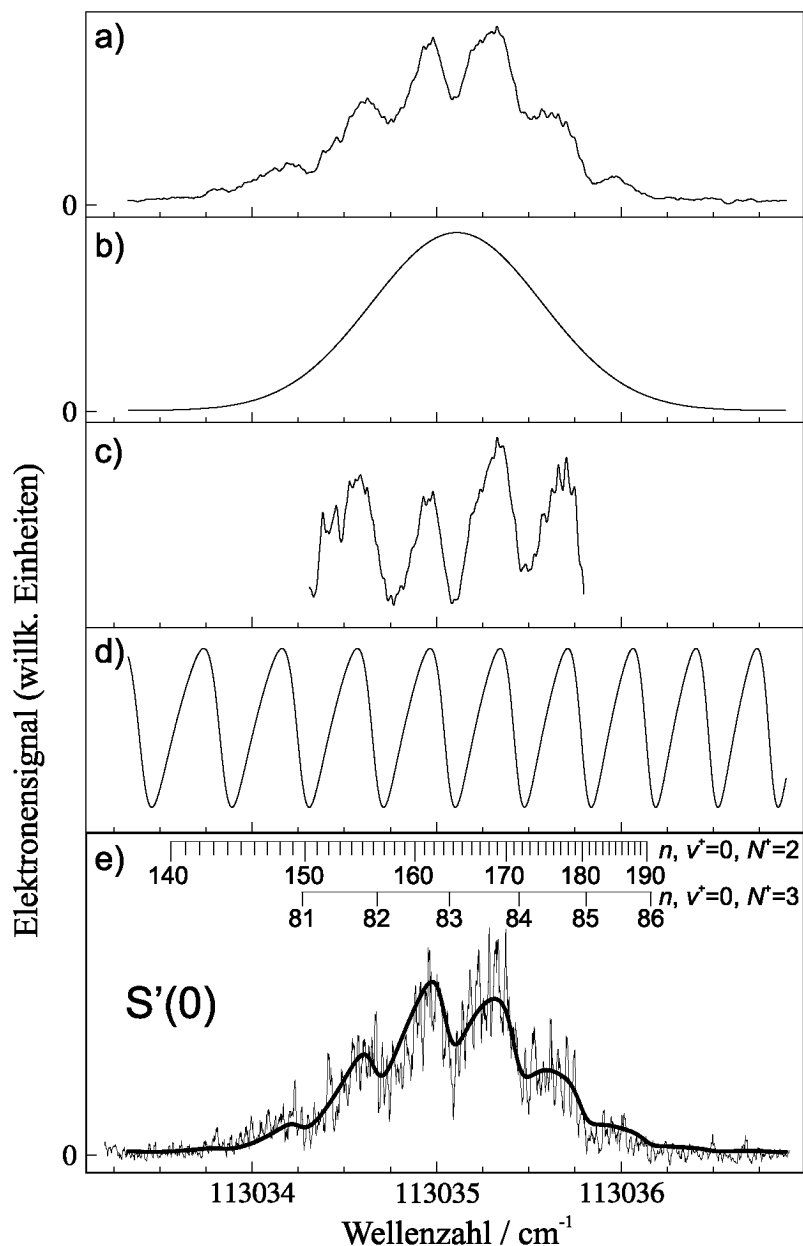 a)
0
b)
0
c)
d)
e)
n, v⁺=0, N⁺=2
140 150 160 170 180 190
n, v⁺=0, N⁺=3
81 82 83 84 85 86
S’(0)
0
113034 113035 113036
Wellenzahl / cm⁻¹
Elektronensignal (willk. Einheiten)